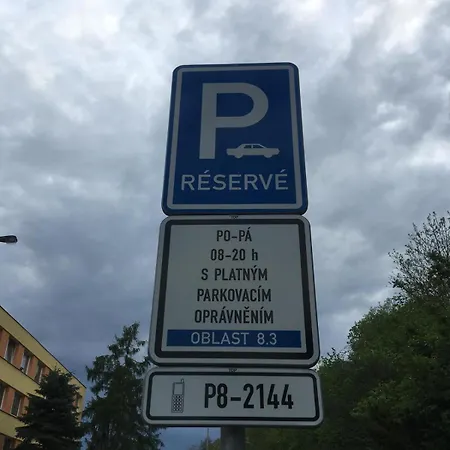 P
RÉSERVÉ
PO-PÁ
08-20 h
S PLATNÝM
PARKOVACÍM
OPRÁVNĚNÍM
OBLAST 8.3
P8-2144